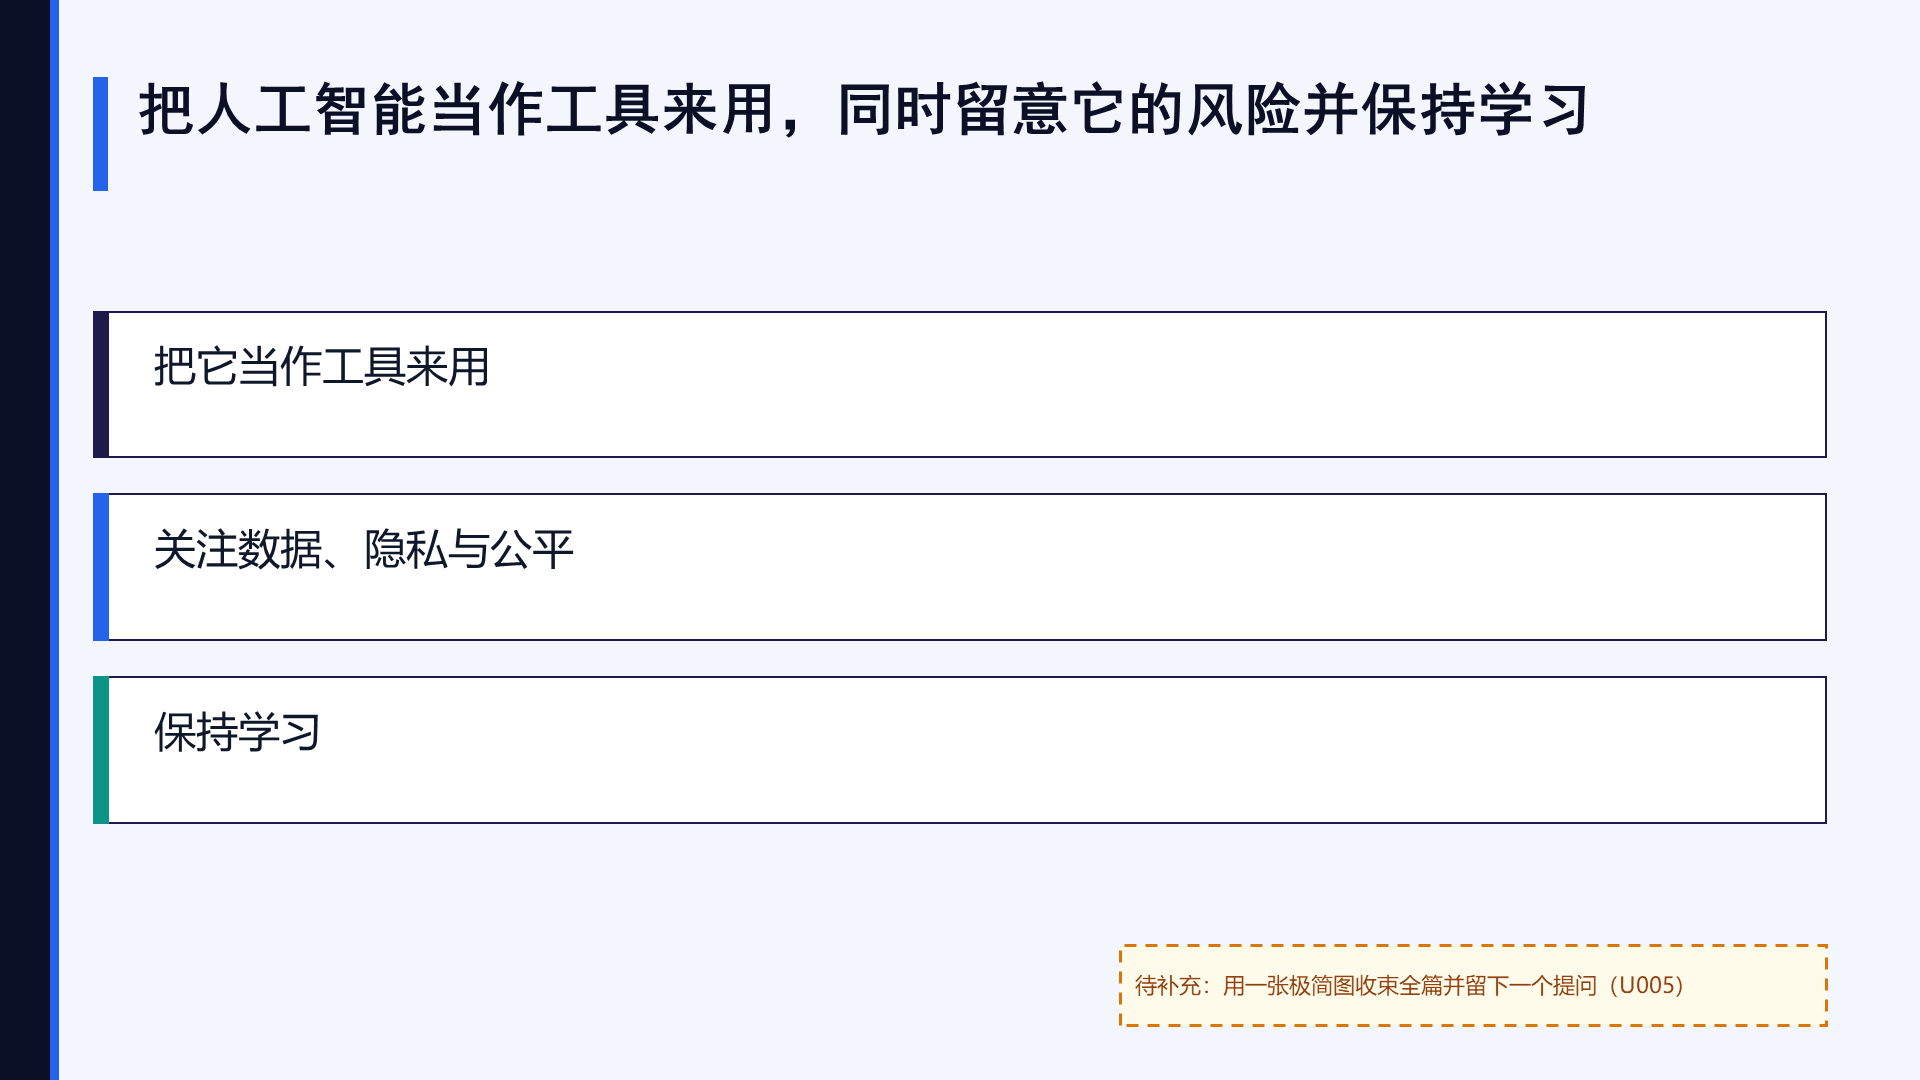 把人工智能当作工具来用，同时留意它的风险并保持学习
把它当作工具来用
关注数据、隐私与公平
保持学习
待补充：用一张极简图收束全篇并留下一个提问（U005）